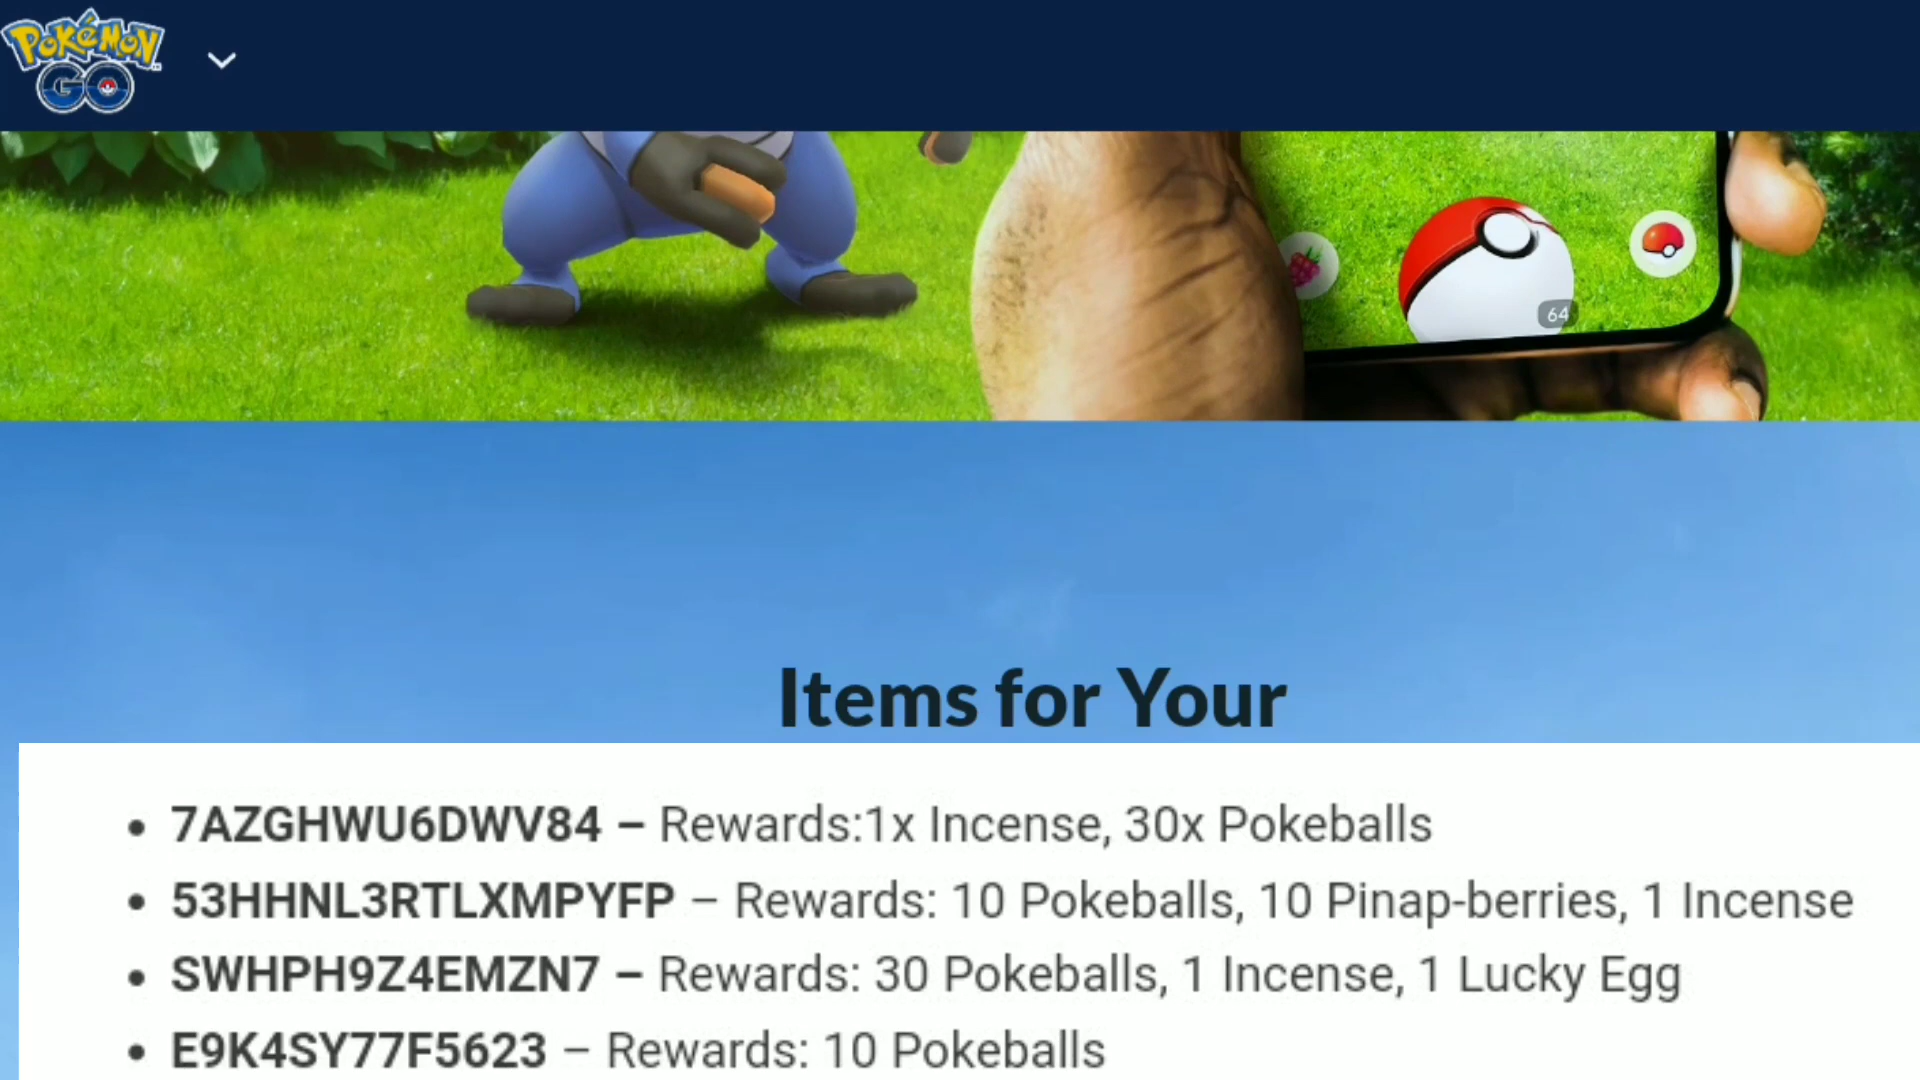 POKéMON
GO
64
Items for Your
• 7AZGHWU6DWV84 – Rewards:1x Incense, 30x Pokeballs
• 53HHNL3RTLXMPYFP – Rewards: 10 Pokeballs, 10 Pinap-berries, 1 Incense
• SWHPH9Z4EMZN7 – Rewards: 30 Pokeballs, 1 Incense, 1 Lucky Egg
• E9K4SY77F5623 – Rewards: 10 Pokeballs